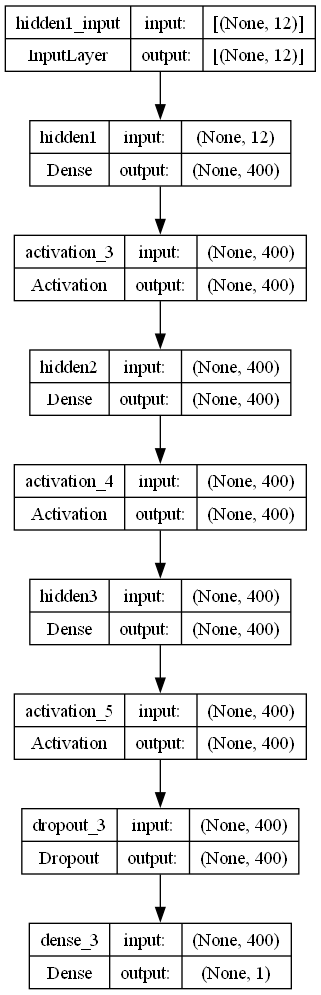 hidden1_input input: [(None, 12)]
InputLayer output: [(None, 12)]
hidden1 input: (None, 12)
Dense output: (None, 400)
activation_3 input: (None, 400)
Activation output: (None, 400)
hidden2 input: (None, 400)
Dense output: (None, 400)
activation_4 input: (None, 400)
Activation output: (None, 400)
hidden3 input: (None, 400)
Dense output: (None, 400)
activation_5 input: (None, 400)
Activation output: (None, 400)
dropout_3 input: (None, 400)
Dropout output: (None, 400)
dense_3 input: (None, 400)
Dense output: (None, 1)